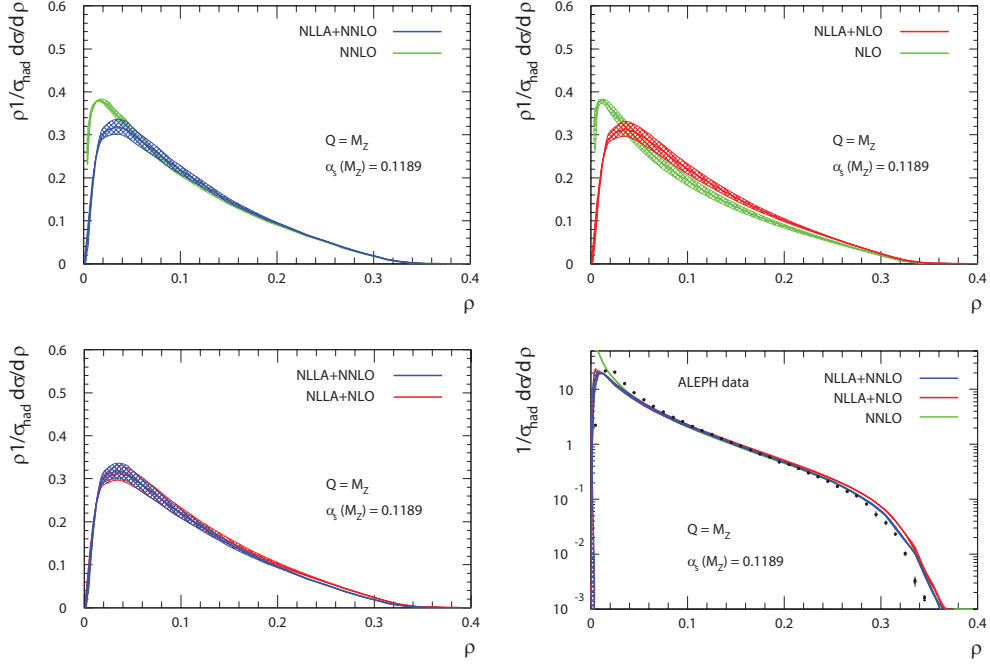 ρ 1/σhad dσ/dρ
0.6
0.5
0.4
0.3
0.2
0.1
0
NLLA+NNLO
NNLO
Q = MZ
αs (MZ) = 0.1189
0 0.1 0.2 0.3 0.4
ρ
ρ 1/σhad dσ/dρ
0.6
0.5
0.4
0.3
0.2
0.1
0
NLLA+NLO
NLO
Q = MZ
αs (MZ) = 0.1189
0 0.1 0.2 0.3 0.4
ρ
ρ 1/σhad dσ/dρ
0.6
0.5
0.4
0.3
0.2
0.1
0
NLLA+NNLO
NLLA+NLO
Q = MZ
αs (MZ) = 0.1189
0 0.1 0.2 0.3 0.4
ρ
1/σhad dσ/dρ
10
1
10⁻¹
10⁻²
10⁻³
ALEPH data
NLLA+NNLO
NLLA+NLO
NNLO
Q = MZ
αs (MZ) = 0.1189
0 0.1 0.2 0.3 0.4
ρ